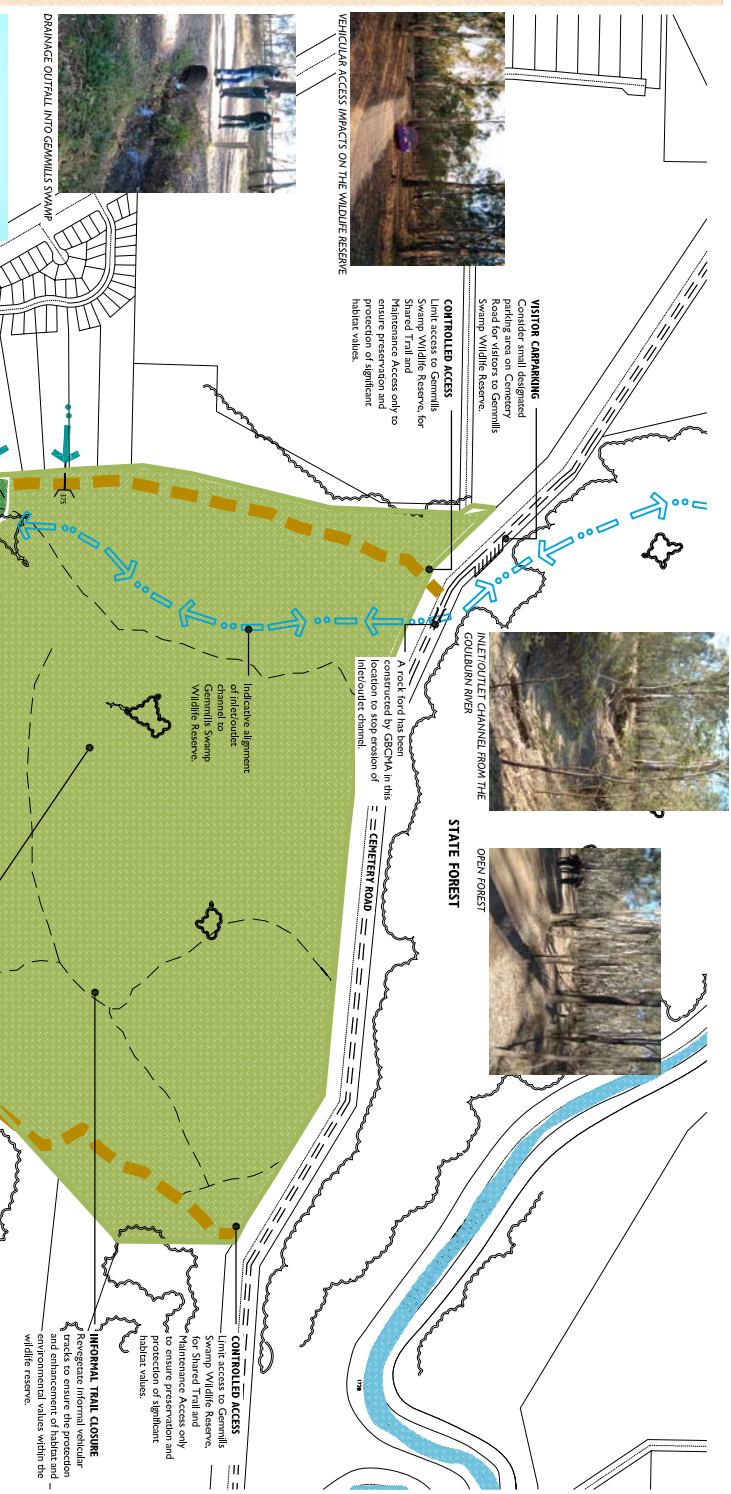 DRAINAGE OUTFALL INTO GEMMILLS SWAMP
VEHICULAR ACCESS IMPACTS ON THE WILDLIFE RESERVE
VISITOR CARPARKING
Consider small designated
parking area on Cemetery
Road for visitors to Gemmills
Swamp Wildlife Reserve.
CONTROLLED ACCESS
Limit access to Gemmills
Swamp Wildlife Reserve, for
Shared Trail and
Maintenance Access only to
ensure preservation and
protection of significant
habitat values.
375
INLET/OUTLET CHANNEL FROM THE
GOULBURN RIVER
A rock ford has been
constructed by GBCMA in this
location to stop erosion of
inlet/outlet channel.
Indicative alignment
of inlet/outlet
channel to
Gemmills Swamp
Wildlife Reserve.
OPEN FOREST
STATE FOREST
CEMETERY ROAD
CONTROLLED ACCESS
Limit access to Gemmills
Swamp Wildlife Reserve,
for Shared Trail and
Maintenance Access only
to ensure preservation and
protection of significant
habitat values.
INFORMAL TRAIL CLOSURE
Revegetate informal vehicular
tracks to ensure the protection
and enhancement of habitat and
environmental values within the
wildlife reserve.